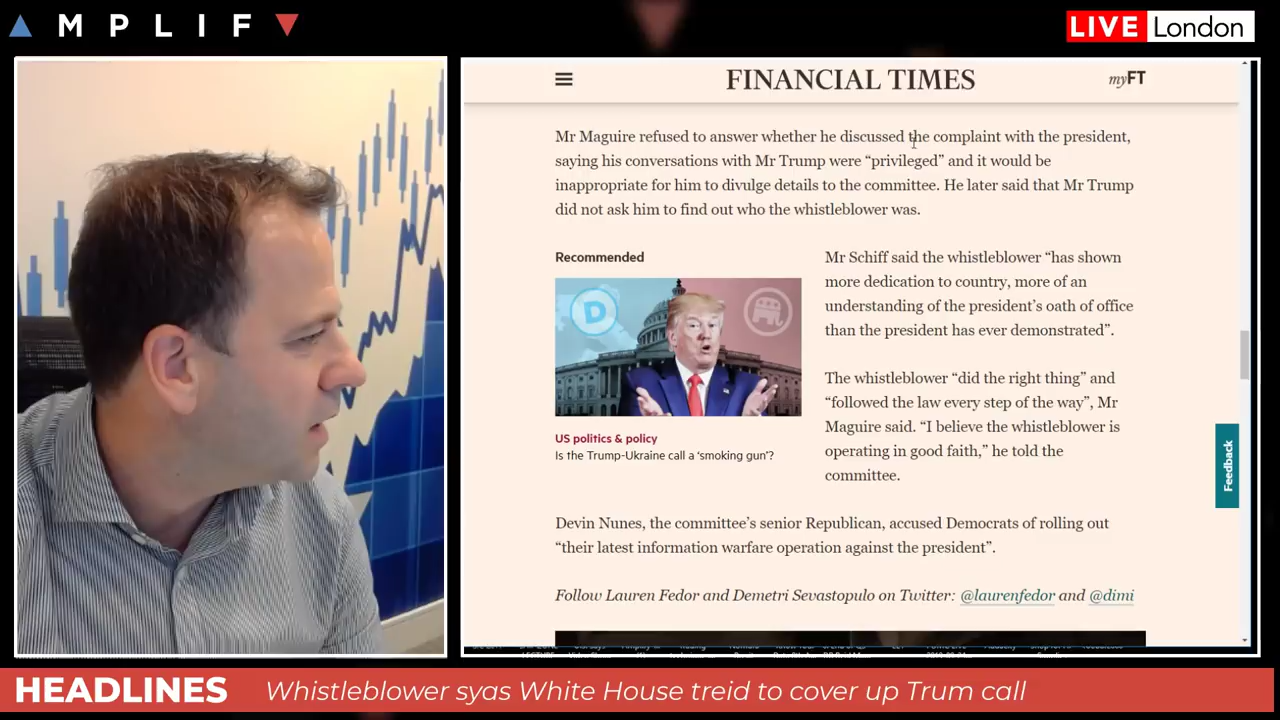 MPLIF
LIVE London
FINANCIAL TIMES
myFT
Mr Maguire refused to answer whether he discussed the complaint with the president,
saying his conversations with Mr Trump were “privileged” and it would be
inappropriate for him to divulge details to the committee. He later said that Mr Trump
did not ask him to find out who the whistleblower was.
Recommended
D
US politics & policy
Is the Trump-Ukraine call a ‘smoking gun’?
Mr Schiff said the whistleblower “has shown
more dedication to country, more of an
understanding of the president’s oath of office
than the president has ever demonstrated”.
The whistleblower “did the right thing” and
“followed the law every step of the way”, Mr
Maguire said. “I believe the whistleblower is
operating in good faith,” he told the
committee.
Devin Nunes, the committee’s senior Republican, accused Democrats of rolling out
“their latest information warfare operation against the president”.
Follow Lauren Fedor and Demetri Sevastopulo on Twitter: @laurenfedor and @dimi
Feedback
HEADLINES Whistleblower syas White House treid to cover up Trum call